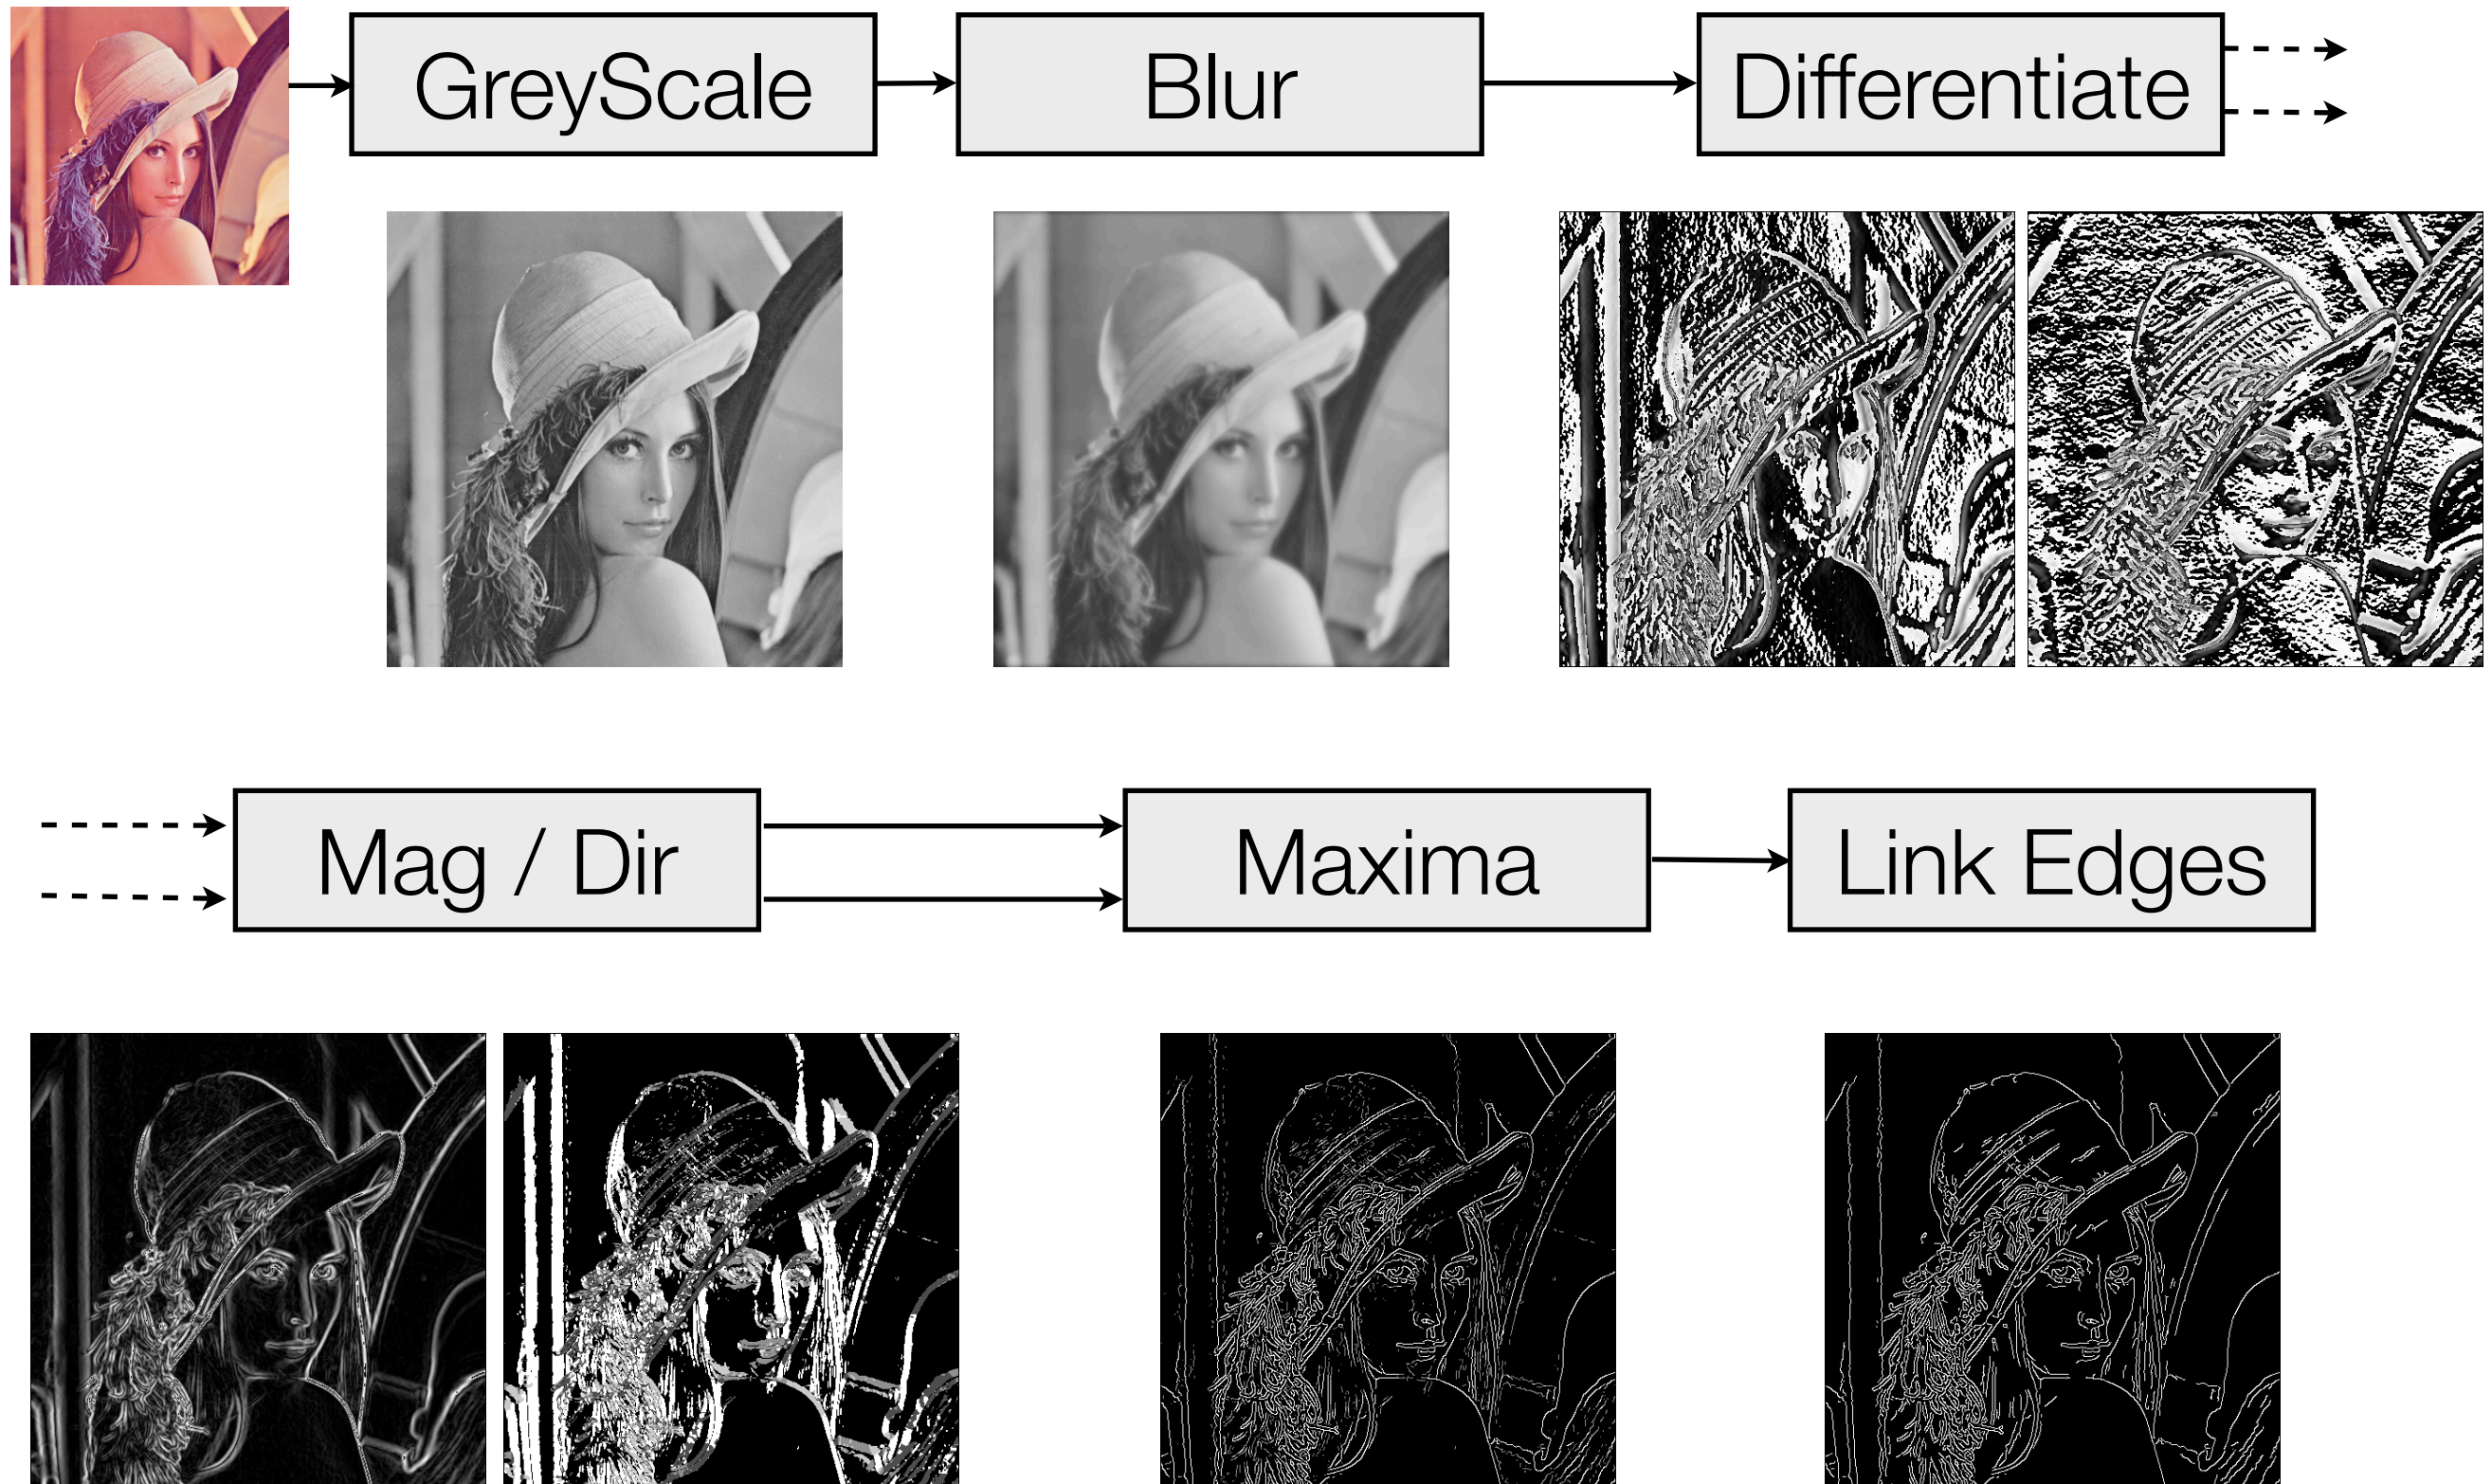 GreyScale
Blur
Differentiate
Mag / Dir
Maxima
Link Edges